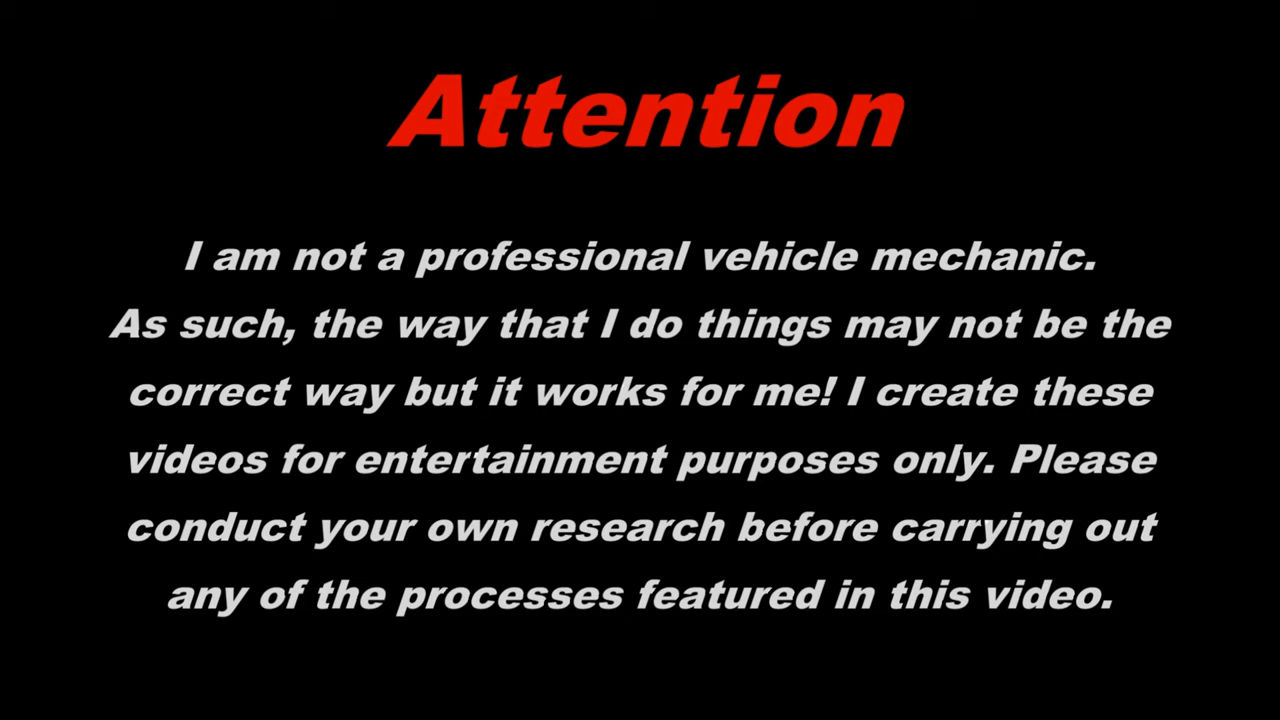 Attention
I am not a professional vehicle mechanic.
As such, the way that I do things may not be the
correct way but it works for me! I create these
videos for entertainment purposes only. Please
conduct your own research before carrying out
any of the processes featured in this video.